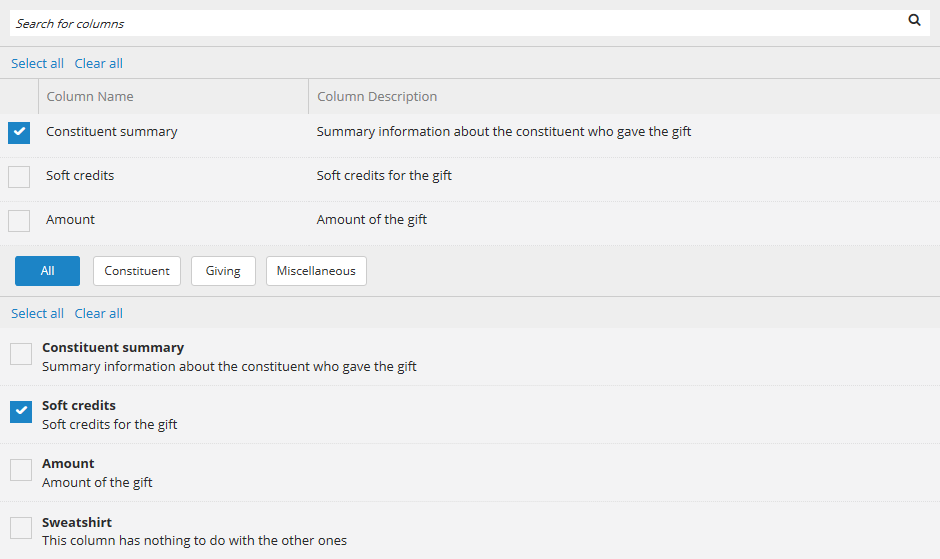 Search for columns
Select all Clear all
Column Name Column Description
Constituent summary Summary information about the constituent who gave the gift
Soft credits Soft credits for the gift
Amount Amount of the gift
All Constituent Giving Miscellaneous
Select all Clear all
Constituent summary
Summary information about the constituent who gave the gift
Soft credits
Soft credits for the gift
Amount
Amount of the gift
Sweatshirt
This column has nothing to do with the other ones